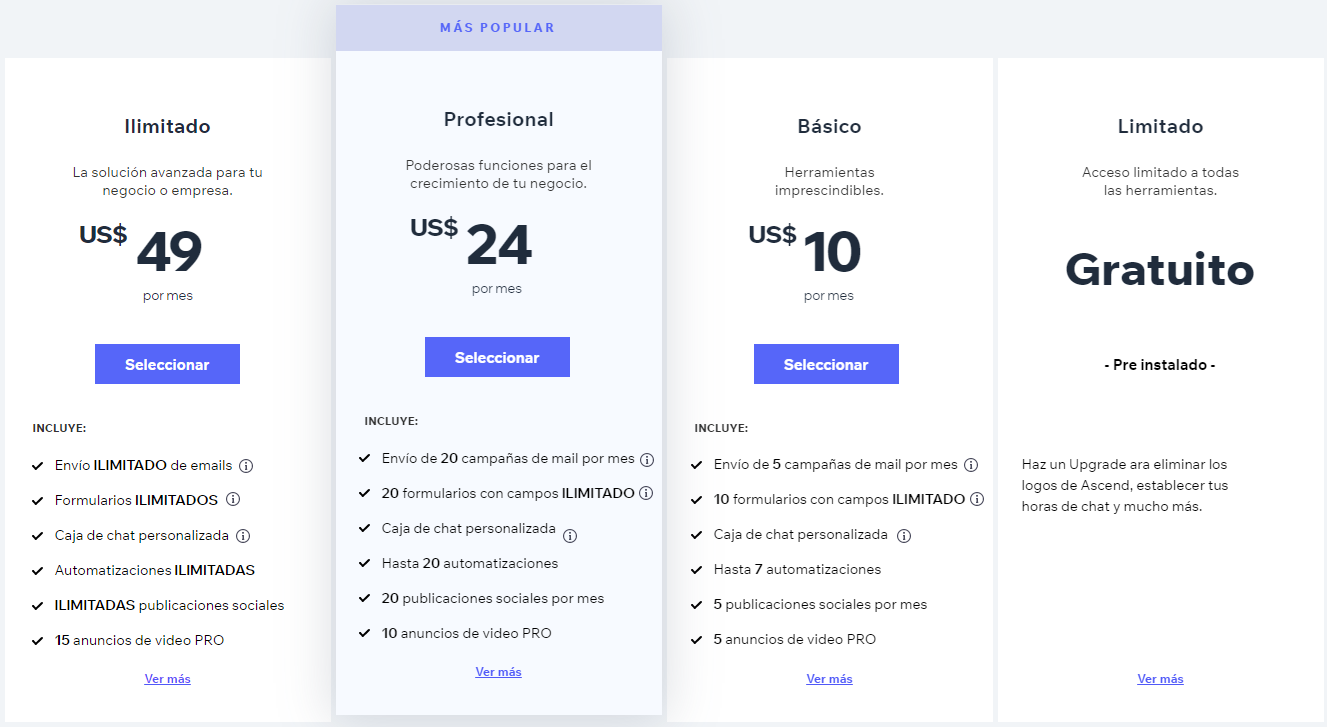 MÁS POPULAR
Ilimitado
La solución avanzada para tu
negocio o empresa.
US$ 49
por mes
Seleccionar
INCLUYE:
Envío ILIMITADO de emails
Formularios ILIMITADOS
Caja de chat personalizada
Automatizaciones ILIMITADAS
ILIMITADAS publicaciones sociales
15 anuncios de video PRO
Ver más
Profesional
Poderosas funciones para el
crecimiento de tu negocio.
US$ 24
por mes
Seleccionar
INCLUYE:
Envío de 20 campañas de mail por mes
20 formularios con campos ILIMITADO
Caja de chat personalizada
Hasta 20 automatizaciones
20 publicaciones sociales por mes
10 anuncios de video PRO
Ver más
Básico
Herramientas
imprescindibles.
US$ 10
por mes
Seleccionar
INCLUYE:
Envío de 5 campañas de mail por mes
10 formularios con campos ILIMITADO
Caja de chat personalizada
Hasta 7 automatizaciones
5 publicaciones sociales por mes
5 anuncios de video PRO
Ver más
Limitado
Acceso limitado a todas
las herramientas.
Gratuito
- Pre instalado -
Haz un Upgrade ara eliminar los
logos de Ascend, establecer tus
horas de chat y mucho más.
Ver más